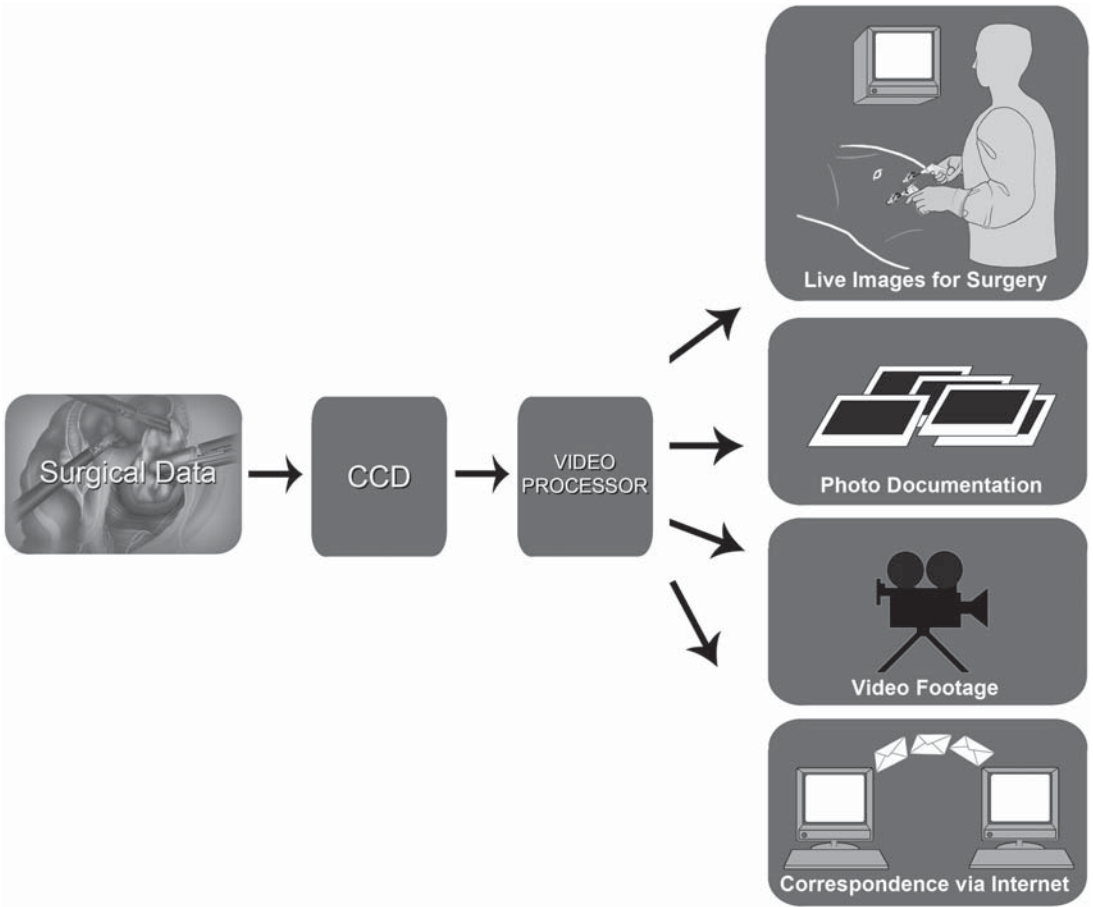 Surgical Data
CCD
VIDEO
PROCESSOR
Live Images for Surgery
Photo Documentation
Video Footage
Correspondence via Internet